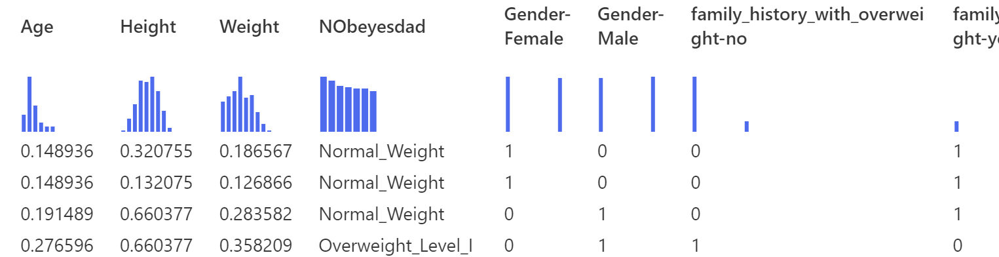 Age Height Weight NObeyesdad Gender-Female Gender-Male family_history_with_overweight-no family
ght-y
0.148936 0.320755 0.186567 Normal_Weight 1 0 0 1
0.148936 0.132075 0.126866 Normal_Weight 1 0 0 1
0.191489 0.660377 0.283582 Normal_Weight 0 1 0 1
0.276596 0.660377 0.358209 Overweight_Level_I 0 1 1 0